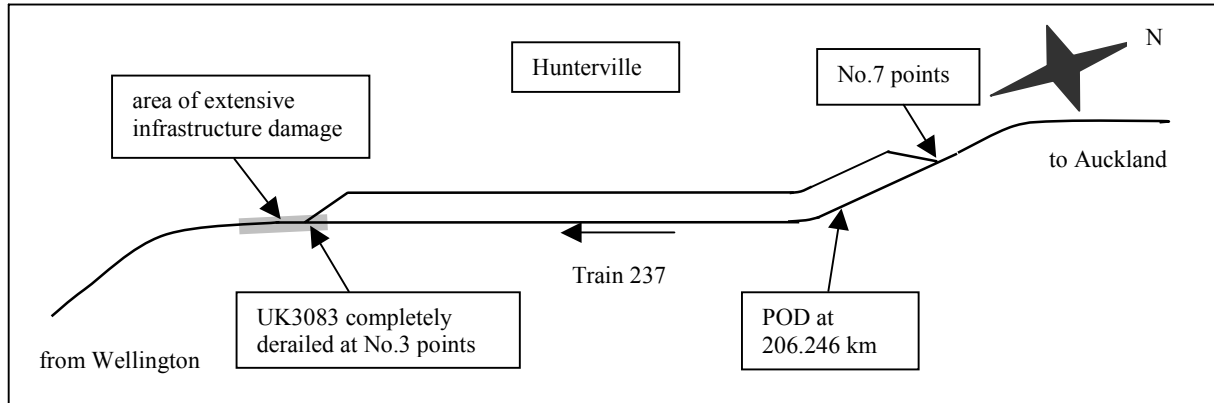 Hunterville
No.7 points
N
area of extensive
infrastructure damage
to Auckland
Train 237
UK3083 completely
derailed at No.3 points
POD at
206.246 km
from Wellington